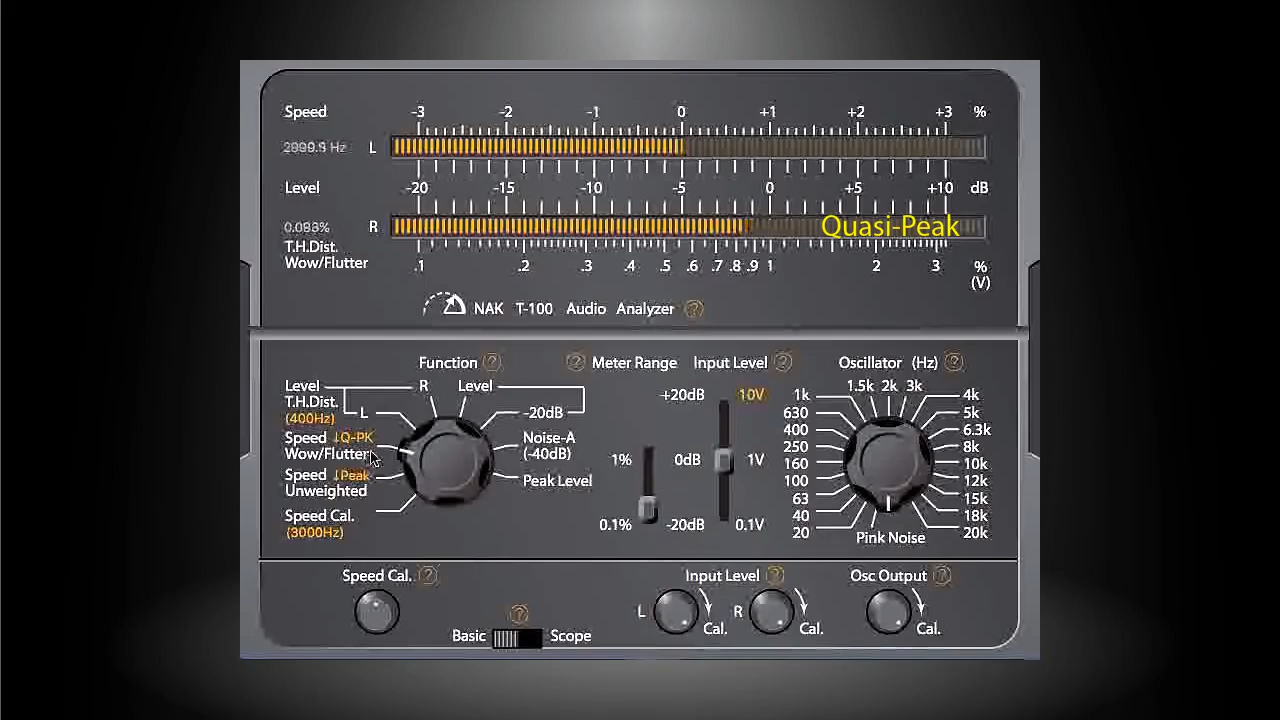 Speed -3 -2 -1 0 +1 +2 +3 %
2999.9 Hz L
Level -20 -15 -10 -5 0 +5 +10 dB
R Quasi-Peak
T.H.Dist.
Wow/Flutter .1 .2 .3 .4 .5 .6 .7 .8 .9 1 2 3 %
(V)
NAK T-100 Audio Analyzer ?
Function ? ? Meter Range Input Level ? Oscillator (Hz) ?
Level R Level 1.5k 2k 3k
T.H.Dist. L -20dB +20dB 10V 1k 4k
(400Hz) 630 5k
Speed ↓Q-PK Noise-A 400 6.3k
Wow/Flutter (-40dB) 1% 0dB 1V 250 8k
160 10k
Speed ↓Peak Peak Level 100 12k
Unweighted 63 15k
Speed Cal. 0.1% -20dB 0.1V 40 18k
(3000Hz) 20 20k
Pink Noise
Speed Cal. ? Input Level ? Osc Output ?
L R
? Cal. Cal. Cal.
Basic Scope